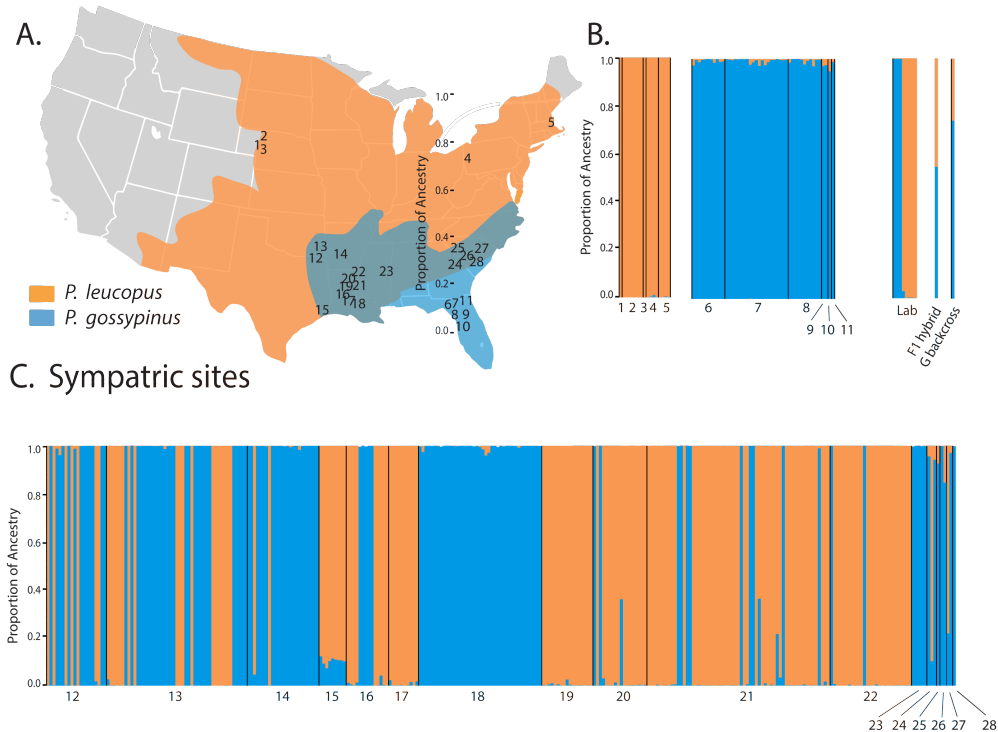 A.
B.
1.0
0.8
0.6
0.4
0.2
0.0
Proportion of Ancestry
1
2
3
4
5
6
7
8
9
10
11
12
13
14
15
16
17
18
19
20
21
22
23
24
25
26
27
28
P. leucopus
P. gossypinus
1.0
0.8
0.6
0.4
0.2
0.0
Proportion of Ancestry
1 2 3 4 5
6 7 8
9 10 11
Lab
F1 hybrid
G backcross
C. Sympatric sites
1.0
0.8
0.6
0.4
0.2
0.0
Proportion of Ancestry
12 13 14 15 16 17 18 19 20 21 22
23 24 25 26 27 28